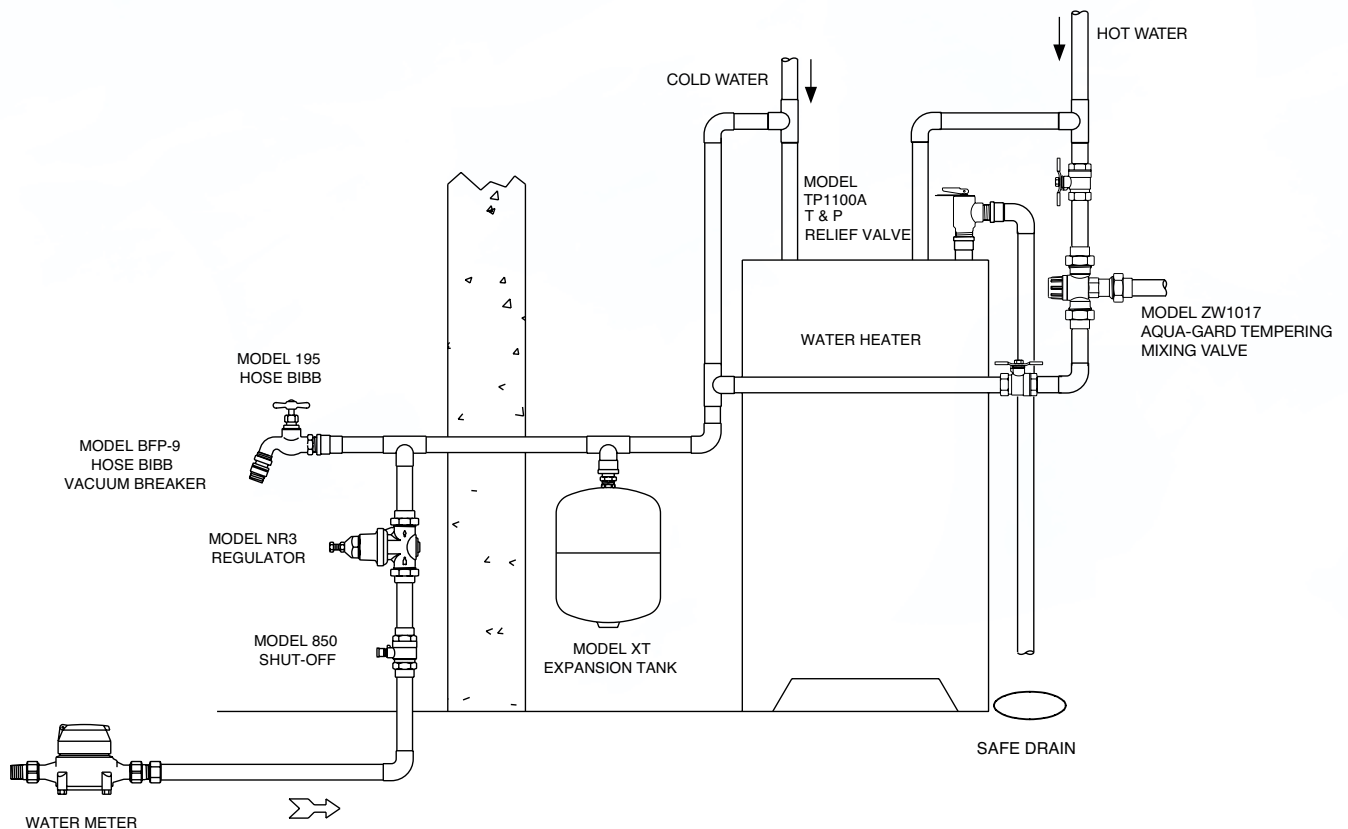 HOT WATER
COLD WATER
MODEL
TP1100A
T & P
RELIEF VALVE
MODEL ZW1017
AQUA-GARD TEMPERING
MIXING VALVE
WATER HEATER
MODEL 195
HOSE BIBB
MODEL BFP-9
HOSE BIBB
VACUUM BREAKER
MODEL NR3
REGULATOR
MODEL 850
SHUT-OFF
MODEL XT
EXPANSION TANK
SAFE DRAIN
WATER METER